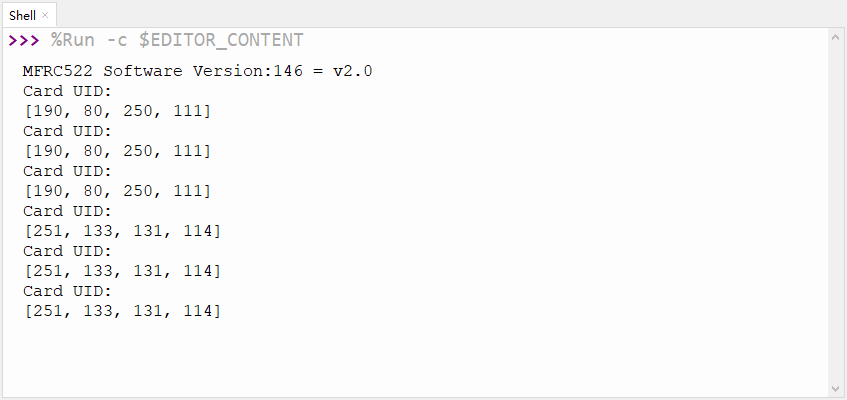 Shell ×
>>> %Run -c $EDITOR_CONTENT
MFRC522 Software Version:146 = v2.0
Card UID:
[190, 80, 250, 111]
Card UID:
[190, 80, 250, 111]
Card UID:
[190, 80, 250, 111]
Card UID:
[251, 133, 131, 114]
Card UID:
[251, 133, 131, 114]
Card UID:
[251, 133, 131, 114]